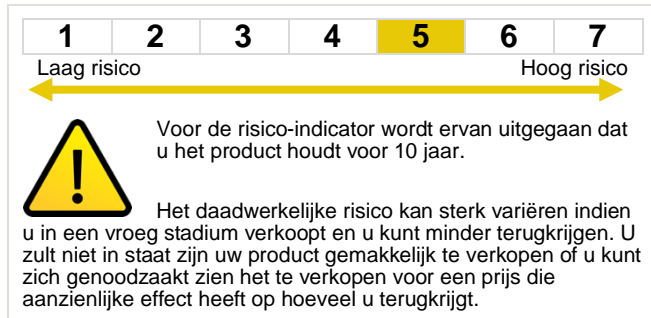 1 2 3 4 5 6 7
Laag risico Hoog risico
Voor de risico-indicator wordt ervan uitgegaan dat
u het product houdt voor 10 jaar.
Het daadwerkelijke risico kan sterk variëren indien
u in een vroeg stadium verkoopt en u kunt minder terugkrijgen. U
zult niet in staat zijn uw product gemakkelijk te verkopen of u kunt
zich genoodzaakt zien het te verkopen voor een prijs die
aanzienlijke effect heeft op hoeveel u terugkrijgt.